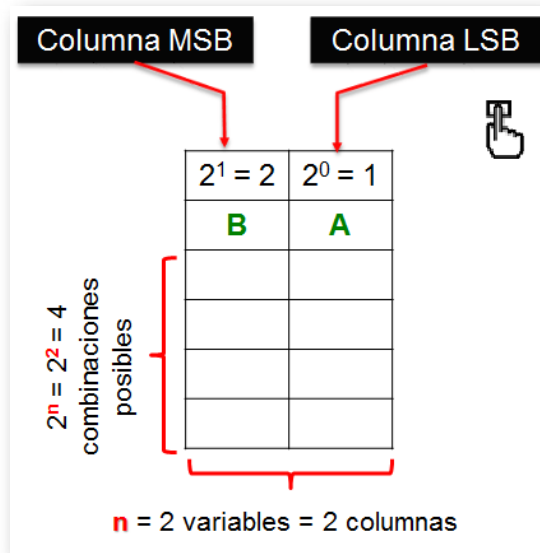 Columna MSB
Columna LSB
2¹ = 2
2⁰ = 1
B
A
2ⁿ = 2² = 4
combinaciones
posibles
n = 2 variables = 2 columnas